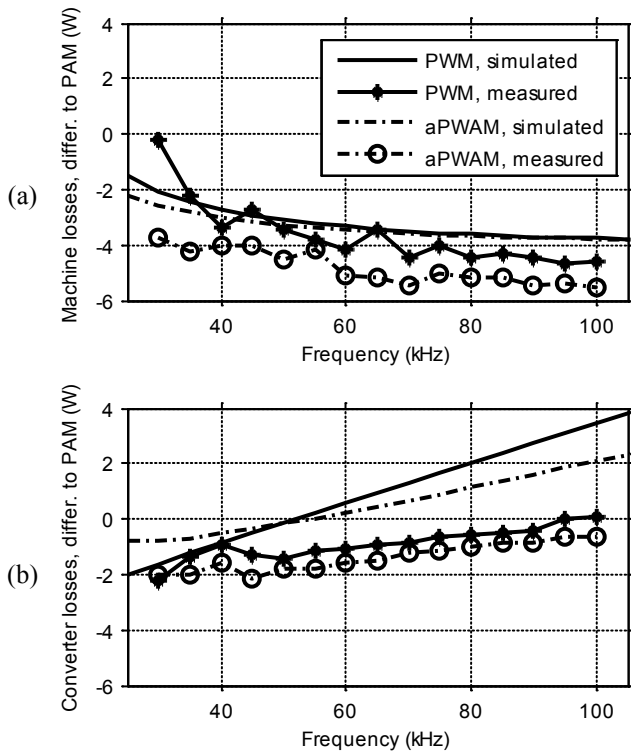 (a)
Machine losses, differ. to PAM (W)
4
2
0
-2
-4
-6
PWM, simulated
PWM, measured
aPWAM, simulated
aPWAM, measured
40
60
80
100
Frequency (kHz)
(b)
Converter losses, differ. to PAM (W)
4
2
0
-2
-4
-6
40
60
80
100
Frequency (kHz)